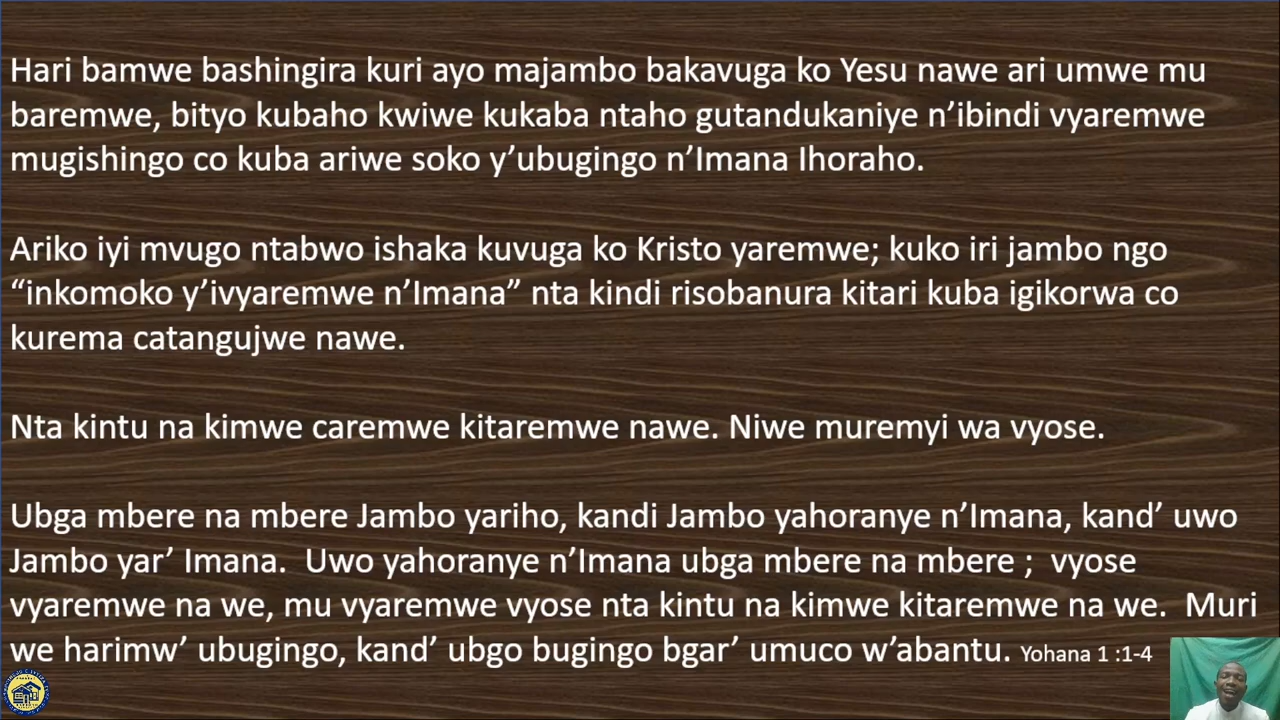 Hari bamwe bashingira kuri ayo majambo bakavuga ko Yesu nawe ari umwe mu
baremwe, bityo kubaho kwiwe kukaba ntaho gutandukaniye n’ibindi vyaremwe
mugishingo co kuba ariwe soko y’ubugingo n’Imana Ihoraho.
Ariko iyi mvugo ntabwo ishaka kuvuga ko Kristo yaremwe; kuko iri jambo ngo
“inkomoko y’ivyaremwe n’Imana” nta kindi risobanura kitari kuba igikorwa co
kurema catangujwe nawe.
Nta kintu na kimwe caremwe kitaremwe nawe. Niwe muremyi wa vyose.
Ubga mbere na mbere Jambo yariho, kandi Jambo yahoranye n’Imana, kand’ uwo
Jambo yar’ Imana.  Uwo yahoranye n’Imana ubga mbere na mbere ;  vyose
vyaremwe na we, mu vyaremwe vyose nta kintu na kimwe kitaremwe na we.  Muri
we harimw’ ubugingo, kand’ ubgo bugingo bgar’ umuco w’abantu. Yohana 1 :1-4